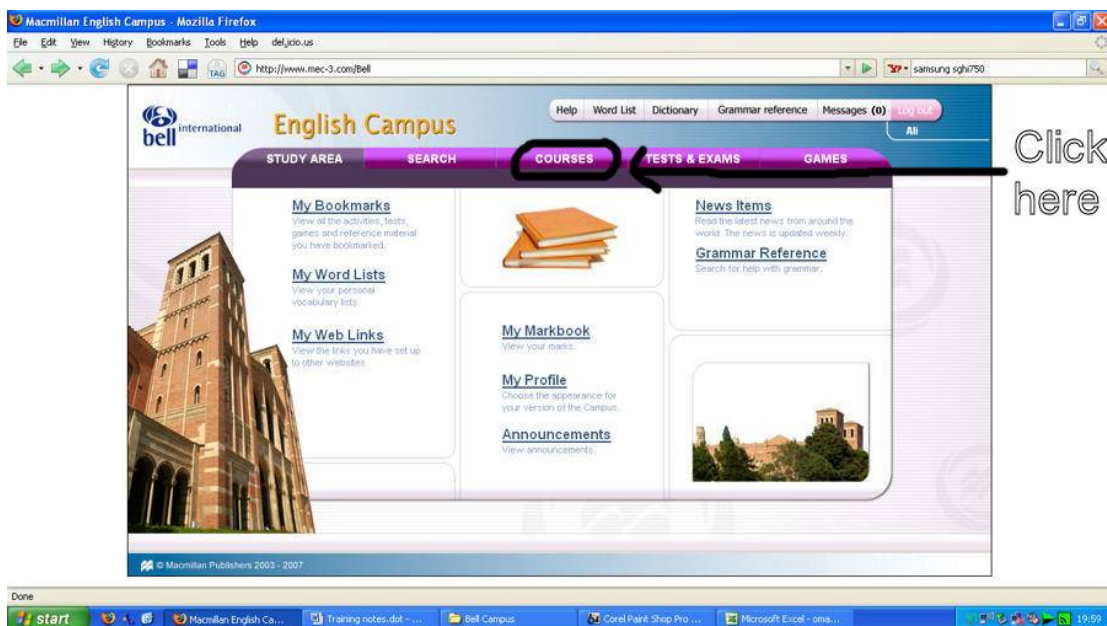 Macmillan English Campus - Mozilla Firefox
File Edit View History Bookmarks Tools Help del.icio.us
TAG http://www.mec-3.com/Bell samsung sghi750
bell international English Campus Help Word List Dictionary Grammar reference Messages (0) Log out
Ali
STUDY AREA SEARCH COURSES TESTS & EXAMS GAMES
Click
here
My Bookmarks
View all the activities, tests,
games and reference material
you have bookmarked.
My Word Lists
View your personal
vocabulary lists.
My Web Links
View the links you have set up
to other websites.
My Markbook
View your marks.
My Profile
Choose the appearance for
your version of the Campus.
Announcements
View announcements.
News Items
Read the latest news from around the
world. The news is updated weekly.
Grammar Reference
Search for help with grammar.
© Macmillan Publishers 2003 - 2007
Done
start Macmillan English Ca... Training notes.dot - ... Bell Campus Corel Paint Shop Pro ... Microsoft Excel - oma... 19:59